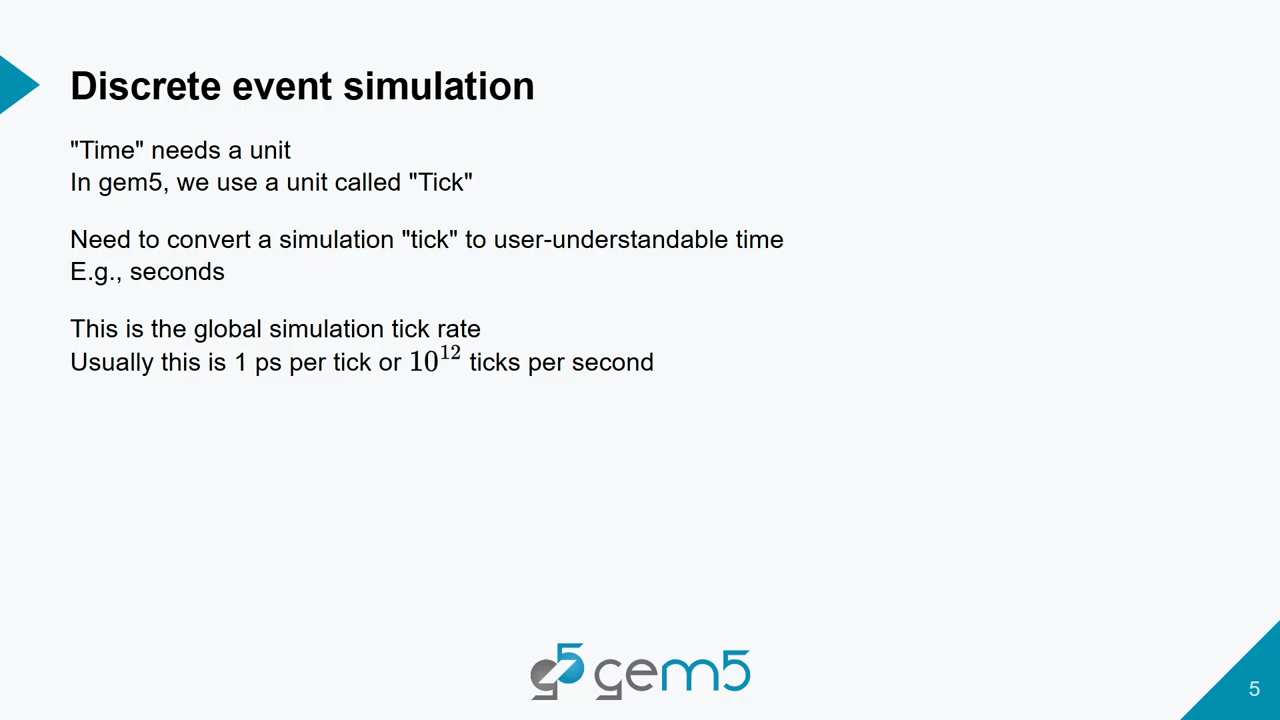 Discrete event simulation
"Time" needs a unit
In gem5, we use a unit called "Tick"
Need to convert a simulation "tick" to user-understandable time
E.g., seconds
This is the global simulation tick rate
Usually this is 1 ps per tick or 10^12 ticks per second
g5 gem5
5